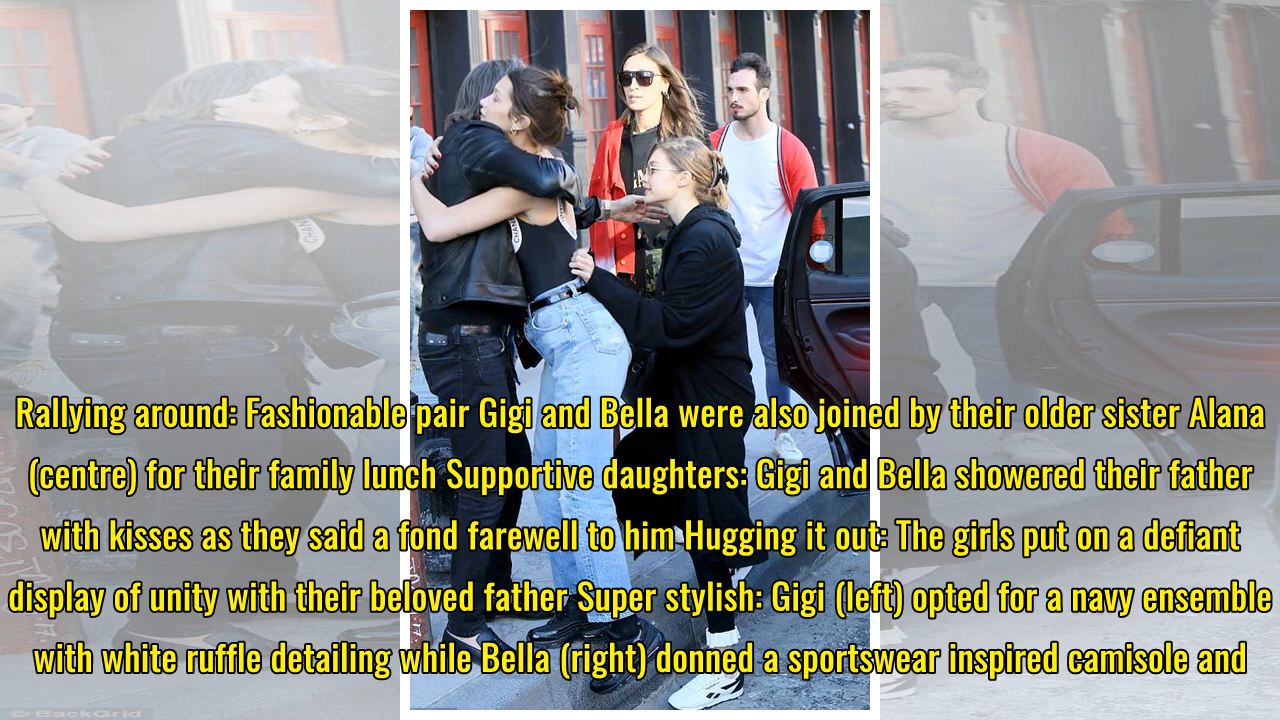 Rallying around: Fashionable pair Gigi and Bella were also joined by their older sister Alana
(centre) for their family lunch Supportive daughters: Gigi and Bella showered their father
with kisses as they said a fond farewell to him Hugging it out: The girls put on a defiant
display of unity with their beloved father Super stylish: Gigi (left) opted for a navy ensemble
with white ruffle detailing while Bella (right) donned a sportswear inspired camisole and
CHAN
© BackGrid